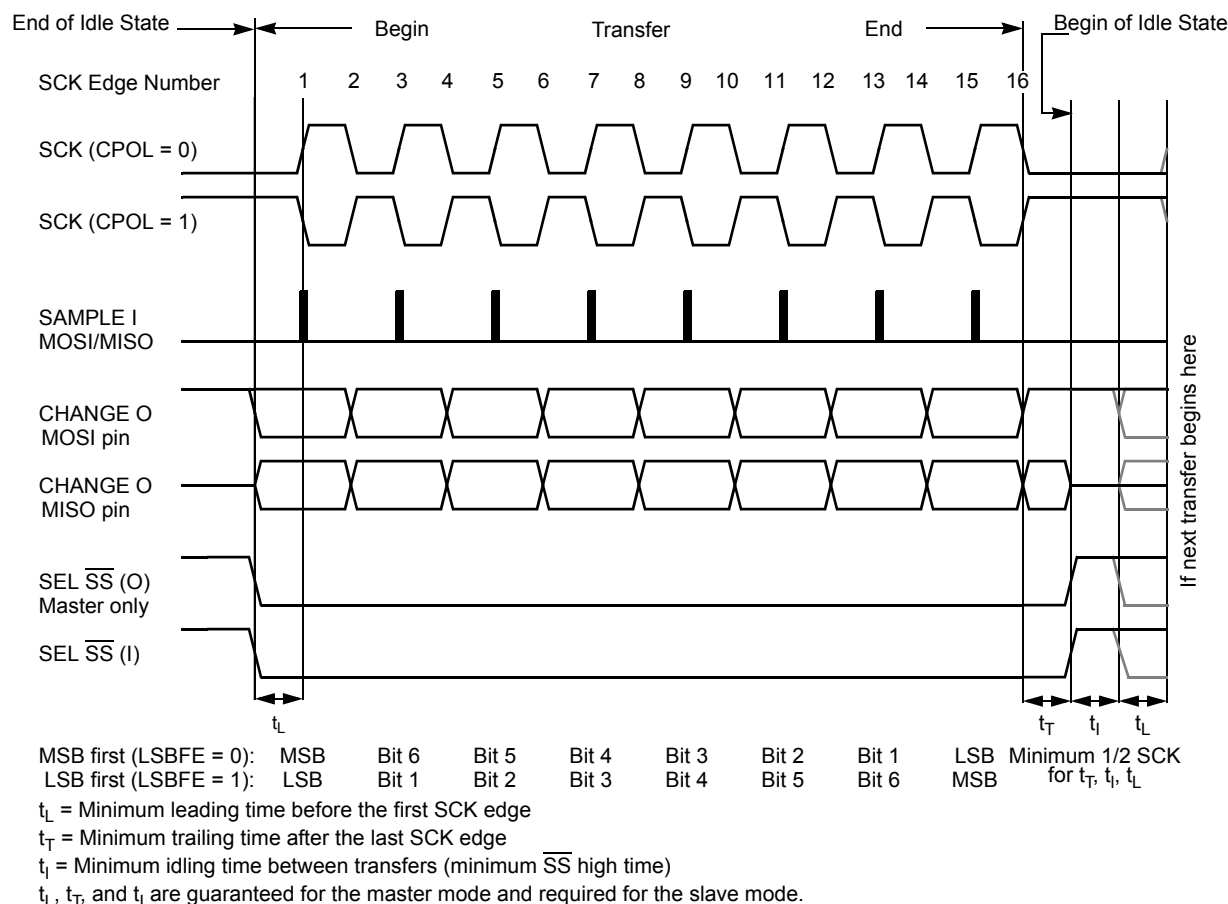 End of Idle State
Begin
Transfer
End
Begin of Idle State
SCK Edge Number
1 2 3 4 5 6 7 8 9 10 11 12 13 14 15 16
SCK (CPOL = 0)
SCK (CPOL = 1)
SAMPLE I
MOSI/MISO
CHANGE O
MOSI pin
CHANGE O
MISO pin
SEL SS (O)
Master only
SEL SS (I)
If next transfer begins here
tL
tT tI tL
MSB first (LSBFE = 0): MSB Bit 6 Bit 5 Bit 4 Bit 3 Bit 2 Bit 1 LSB
LSB first (LSBFE = 1): LSB Bit 1 Bit 2 Bit 3 Bit 4 Bit 5 Bit 6 MSB
Minimum 1/2 SCK
for tT, tI, tL
tL = Minimum leading time before the first SCK edge
tT = Minimum trailing time after the last SCK edge
tI = Minimum idling time between transfers (minimum SS high time)
tL, tT, and tI are guaranteed for the master mode and required for the slave mode.